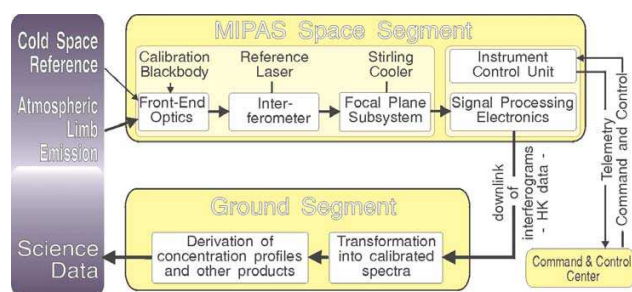 MIPAS Space Segment
Cold Space
Reference
Atmospheric
Limb
Emission
Calibration
Blackbody
Reference
Laser
Stirling
Cooler
Front-End
Optics
Inter-
ferometer
Focal Plane
Subsystem
Instrument
Control Unit
Signal Processing
Electronics
downlink
of
interferograms
- HK data -
Telemetry
Command and Control
Ground Segment
Science
Data
Derivation of
concentration profiles
and other products
Transformation
into calibrated
spectra
Command & Control
Center